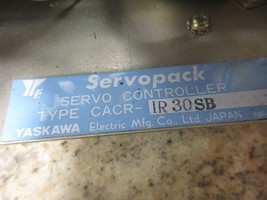 YE Servopack
SERVO CONTROLLER
TYPE CACR-IR30SB
YASKAWA Electric Mfg. Co., Ltd. JAPAN